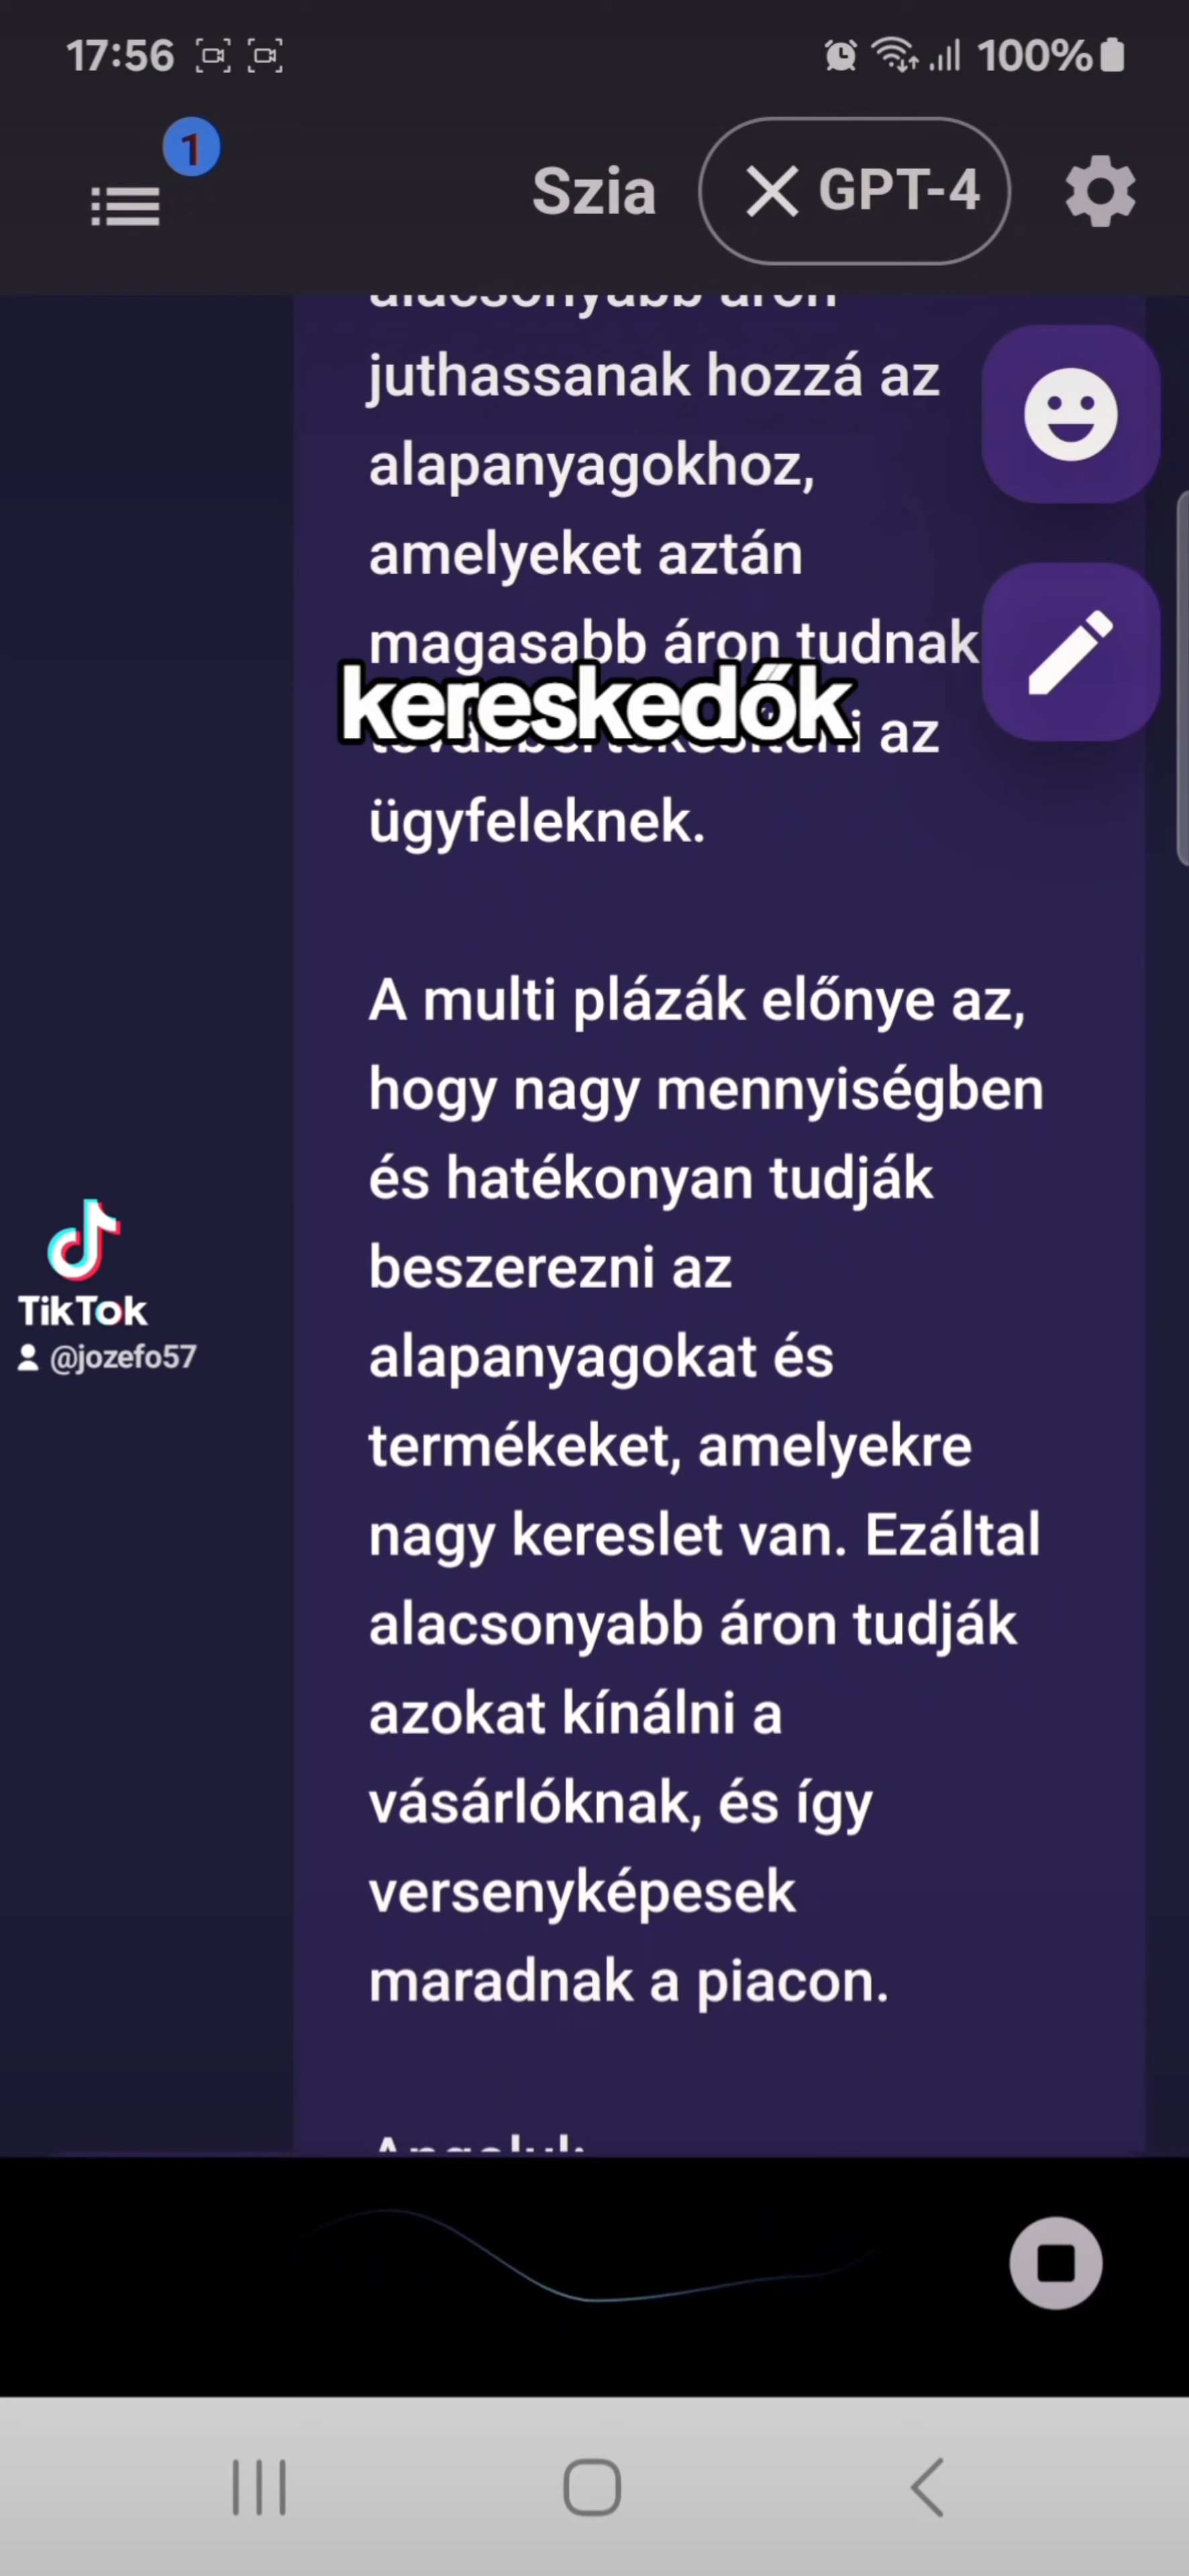 17:56
100%
1
Szia
GPT-4
alacsonyabb áron
juthassanak hozzá az
alapanyagokhoz,
amelyeket aztán
magasabb áron tudnak
kereskedők
az
ügyfeleknek.
A multi plázák előnye az,
hogy nagy mennyiségben
és hatékonyan tudják
beszerezni az
alapanyagokat és
termékeket, amelyekre
nagy kereslet van. Ezáltal
alacsonyabb áron tudják
azokat kínálni a
vásárlóknak, és így
versenyképesek
maradnak a piacon.
TikTok
@jozefo57